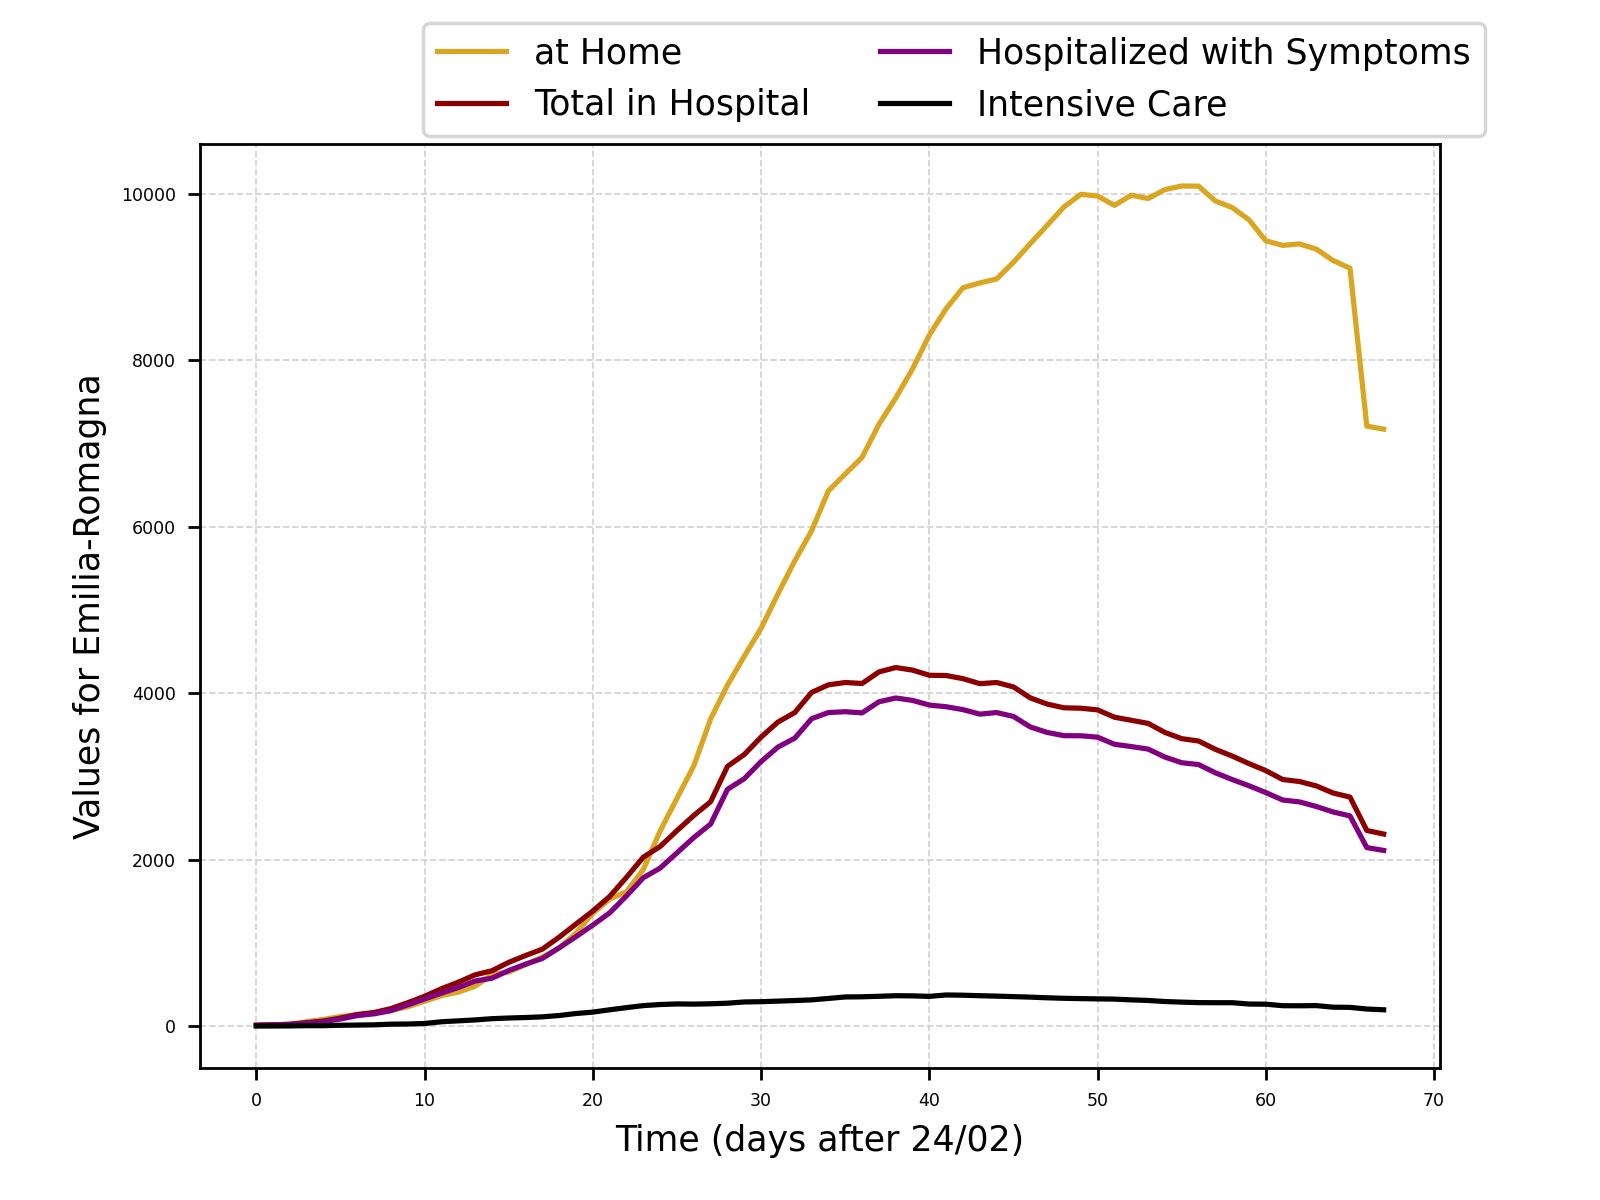 at Home
Total in Hospital
Hospitalized with Symptoms
Intensive Care
10000
8000
6000
4000
2000
0
Values for Emilia-Romagna
0 10 20 30 40 50 60 70
Time (days after 24/02)